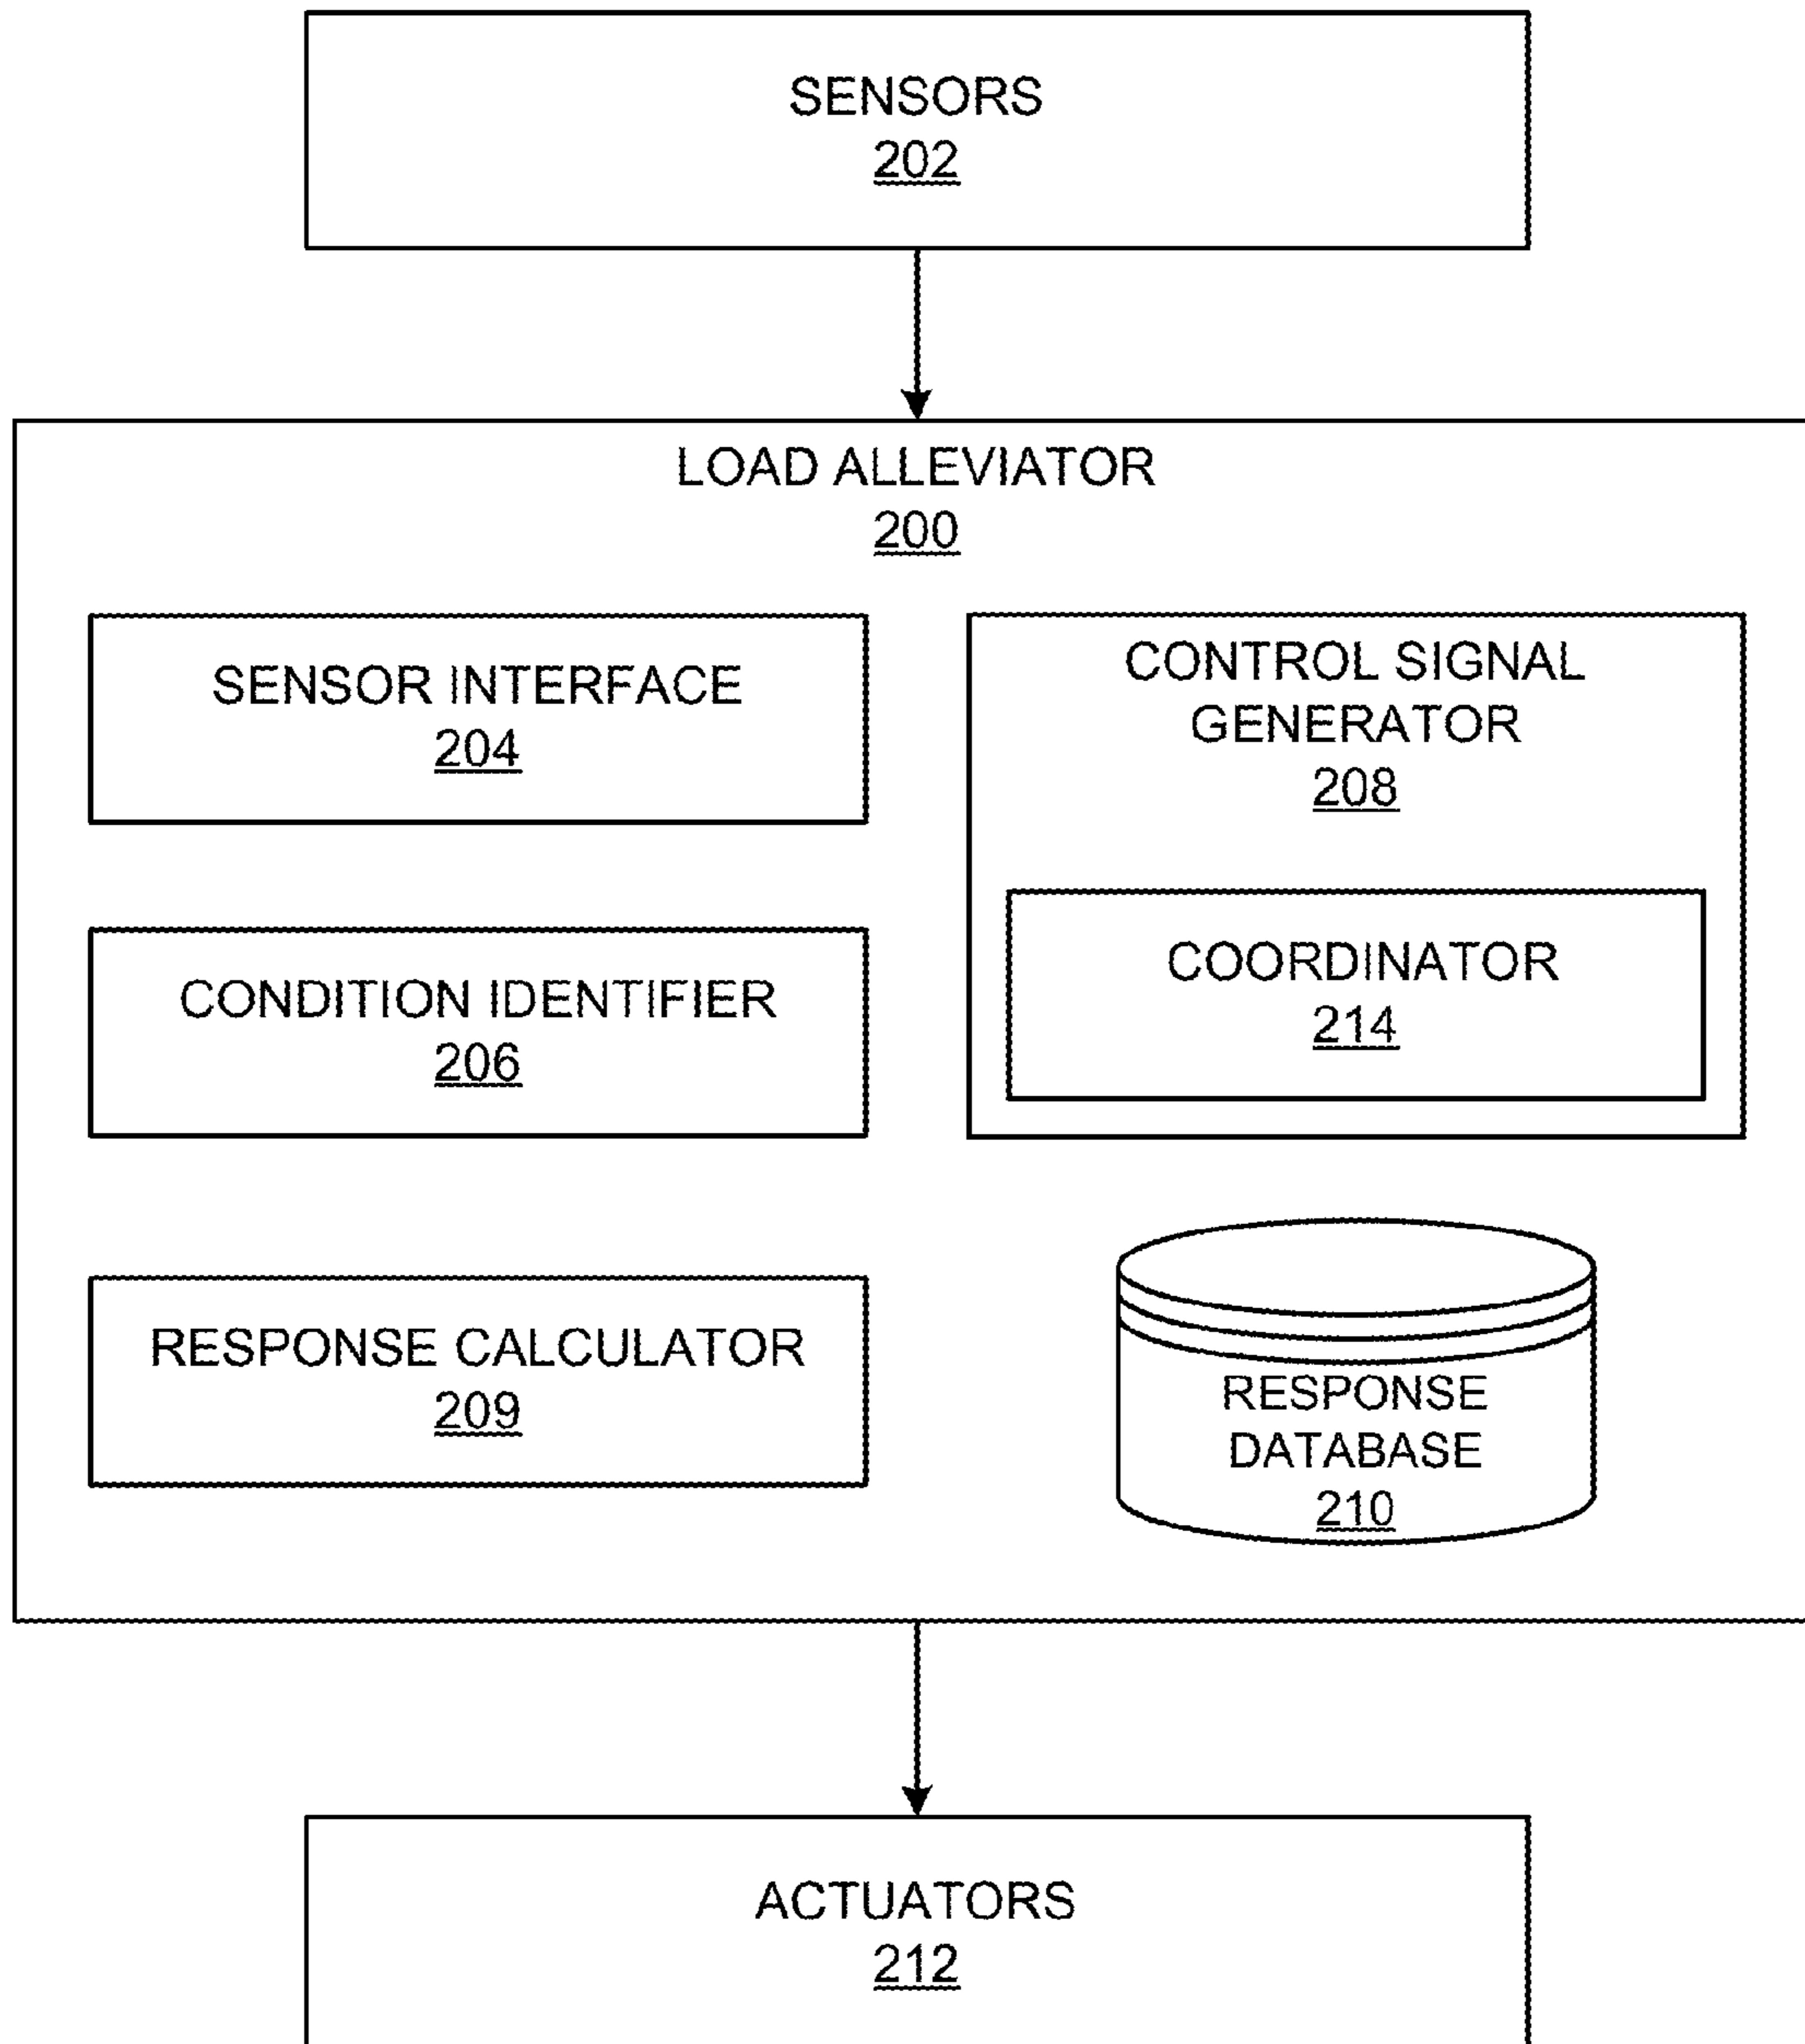 SENSORS
202
LOAD ALLEVIATOR
200
SENSOR INTERFACE
204
CONTROL SIGNAL
GENERATOR
208
CONDITION IDENTIFIER
206
COORDINATOR
214
RESPONSE CALCULATOR
209
RESPONSE
DATABASE
210
ACTUATORS
212